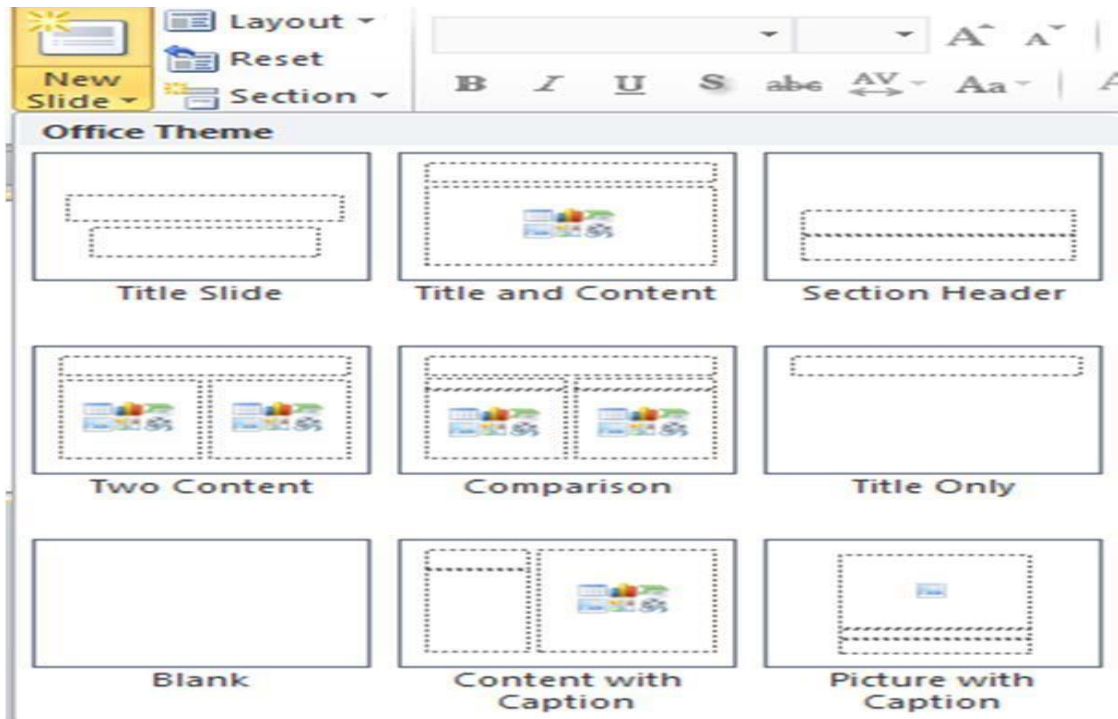 Layout
Reset
New
Slide
Section
A A
B I U S abc AV Aa A
Office Theme
Title Slide
Title and Content
Section Header
Two Content
Comparison
Title Only
Blank
Content with
Caption
Picture with
Caption